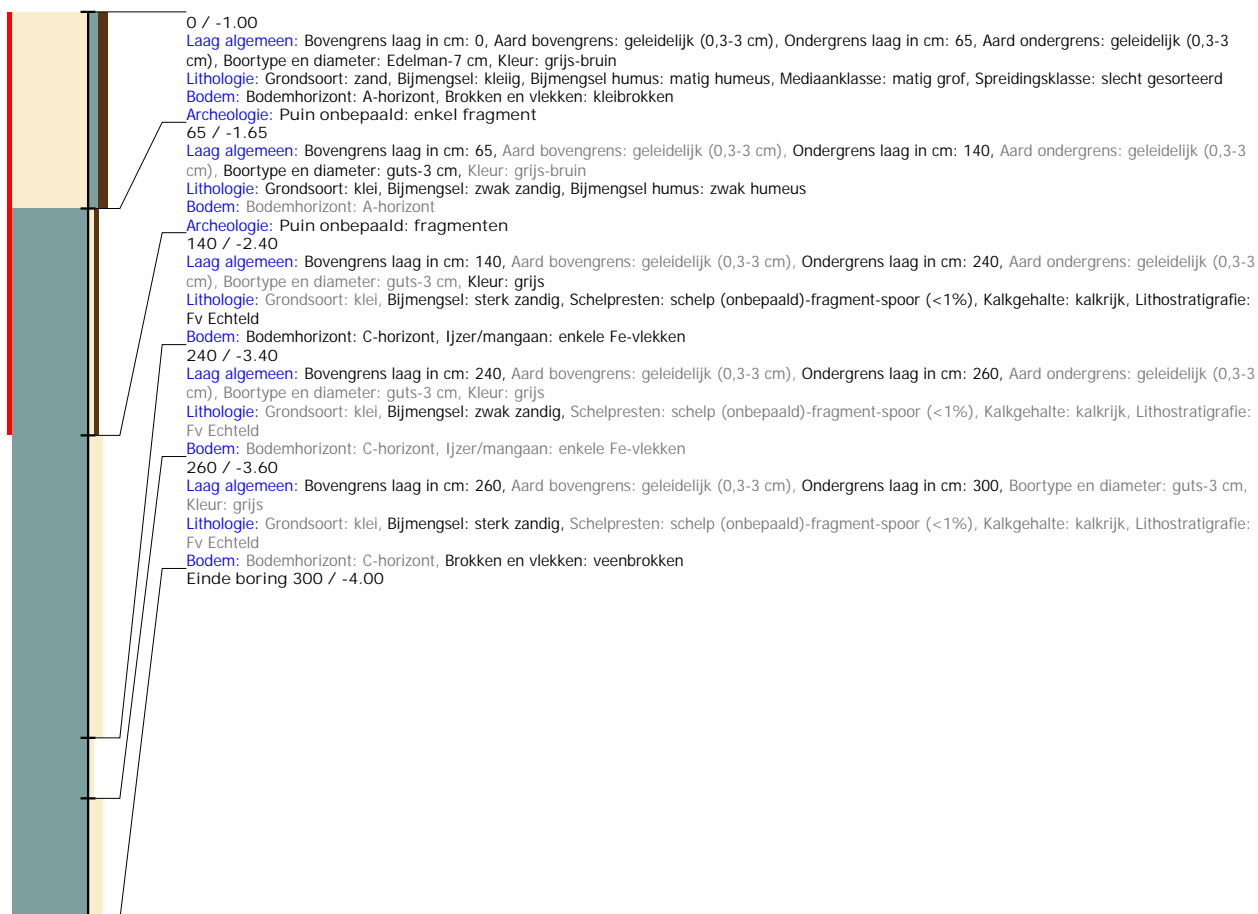 0 / -1.00
Laag algemeen: Bovengrens laag in cm: 0, Aard bovengrens: geleidelijk (0,3-3 cm), Ondergrens laag in cm: 65, Aard ondergrens: geleidelijk (0,3-3
cm), Boortype en diameter: Edelman-7 cm, Kleur: grijs-bruin
Lithologie: Grondsoort: zand, Bijmengsel: kleiig, Bijmengsel humus: matig humeus, Mediaanklasse: matig grof, Spreidingsklasse: slecht gesorteerd
Bodem: Bodemhorizont: A-horizont, Brokken en vlekken: kleibrokken
Archeologie: Puin onbepaald: enkel fragment
65 / -1.65
Laag algemeen: Bovengrens laag in cm: 65, Aard bovengrens: geleidelijk (0,3-3 cm), Ondergrens laag in cm: 140, Aard ondergrens: geleidelijk (0,3-3
cm), Boortype en diameter: guts-3 cm, Kleur: grijs-bruin
Lithologie: Grondsoort: klei, Bijmengsel: zwak zandig, Bijmengsel humus: zwak humeus
Bodem: Bodemhorizont: A-horizont
Archeologie: Puin onbepaald: fragmenten
140 / -2.40
Laag algemeen: Bovengrens laag in cm: 140, Aard bovengrens: geleidelijk (0,3-3 cm), Ondergrens laag in cm: 240, Aard ondergrens: geleidelijk (0,3-3
cm), Boortype en diameter: guts-3 cm, Kleur: grijs
Lithologie: Grondsoort: klei, Bijmengsel: sterk zandig, Schelpresten: schelp (onbepaald)-fragment-spoor (<1%), Kalkgehalte: kalkrijk, Lithostratigrafie:
Fv Echteld
Bodem: Bodemhorizont: C-horizont, Ijzer/mangaan: enkele Fe-vlekken
240 / -3.40
Laag algemeen: Bovengrens laag in cm: 240, Aard bovengrens: geleidelijk (0,3-3 cm), Ondergrens laag in cm: 260, Aard ondergrens: geleidelijk (0,3-3
cm), Boortype en diameter: guts-3 cm, Kleur: grijs
Lithologie: Grondsoort: klei, Bijmengsel: zwak zandig, Schelpresten: schelp (onbepaald)-fragment-spoor (<1%), Kalkgehalte: kalkrijk, Lithostratigrafie:
Fv Echteld
Bodem: Bodemhorizont: C-horizont, Ijzer/mangaan: enkele Fe-vlekken
260 / -3.60
Laag algemeen: Bovengrens laag in cm: 260, Aard bovengrens: geleidelijk (0,3-3 cm), Ondergrens laag in cm: 300, Boortype en diameter: guts-3 cm,
Kleur: grijs
Lithologie: Grondsoort: klei, Bijmengsel: sterk zandig, Schelpresten: schelp (onbepaald)-fragment-spoor (<1%), Kalkgehalte: kalkrijk, Lithostratigrafie:
Fv Echteld
Bodem: Bodemhorizont: C-horizont, Brokken en vlekken: veenbrokken
Einde boring 300 / -4.00